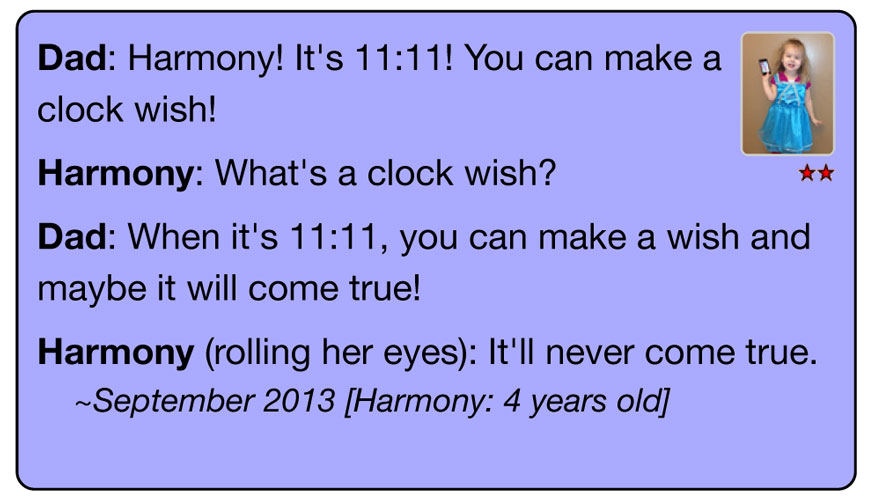 Dad: Harmony! It's 11:11! You can make a
clock wish!
Harmony: What's a clock wish?
Dad: When it's 11:11, you can make a wish and
maybe it will come true!
Harmony (rolling her eyes): It'll never come true.
~September 2013 [Harmony: 4 years old]